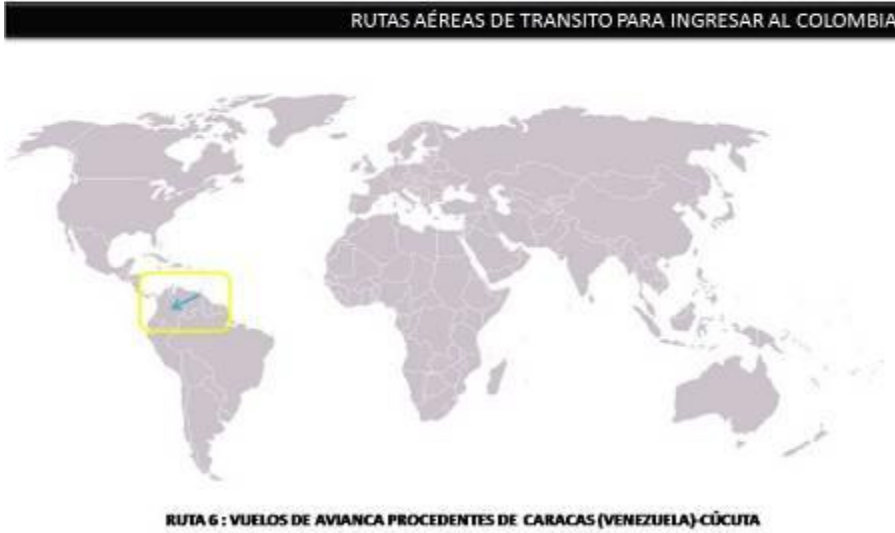 RUTAS AÉREAS DE TRANSITO PARA INGRESAR AL COLOMBIA
RUTA 6 : VUELOS DE AVIANCA PROCEDENTES DE CARACAS (VENEZUELA)-CÚCUTA